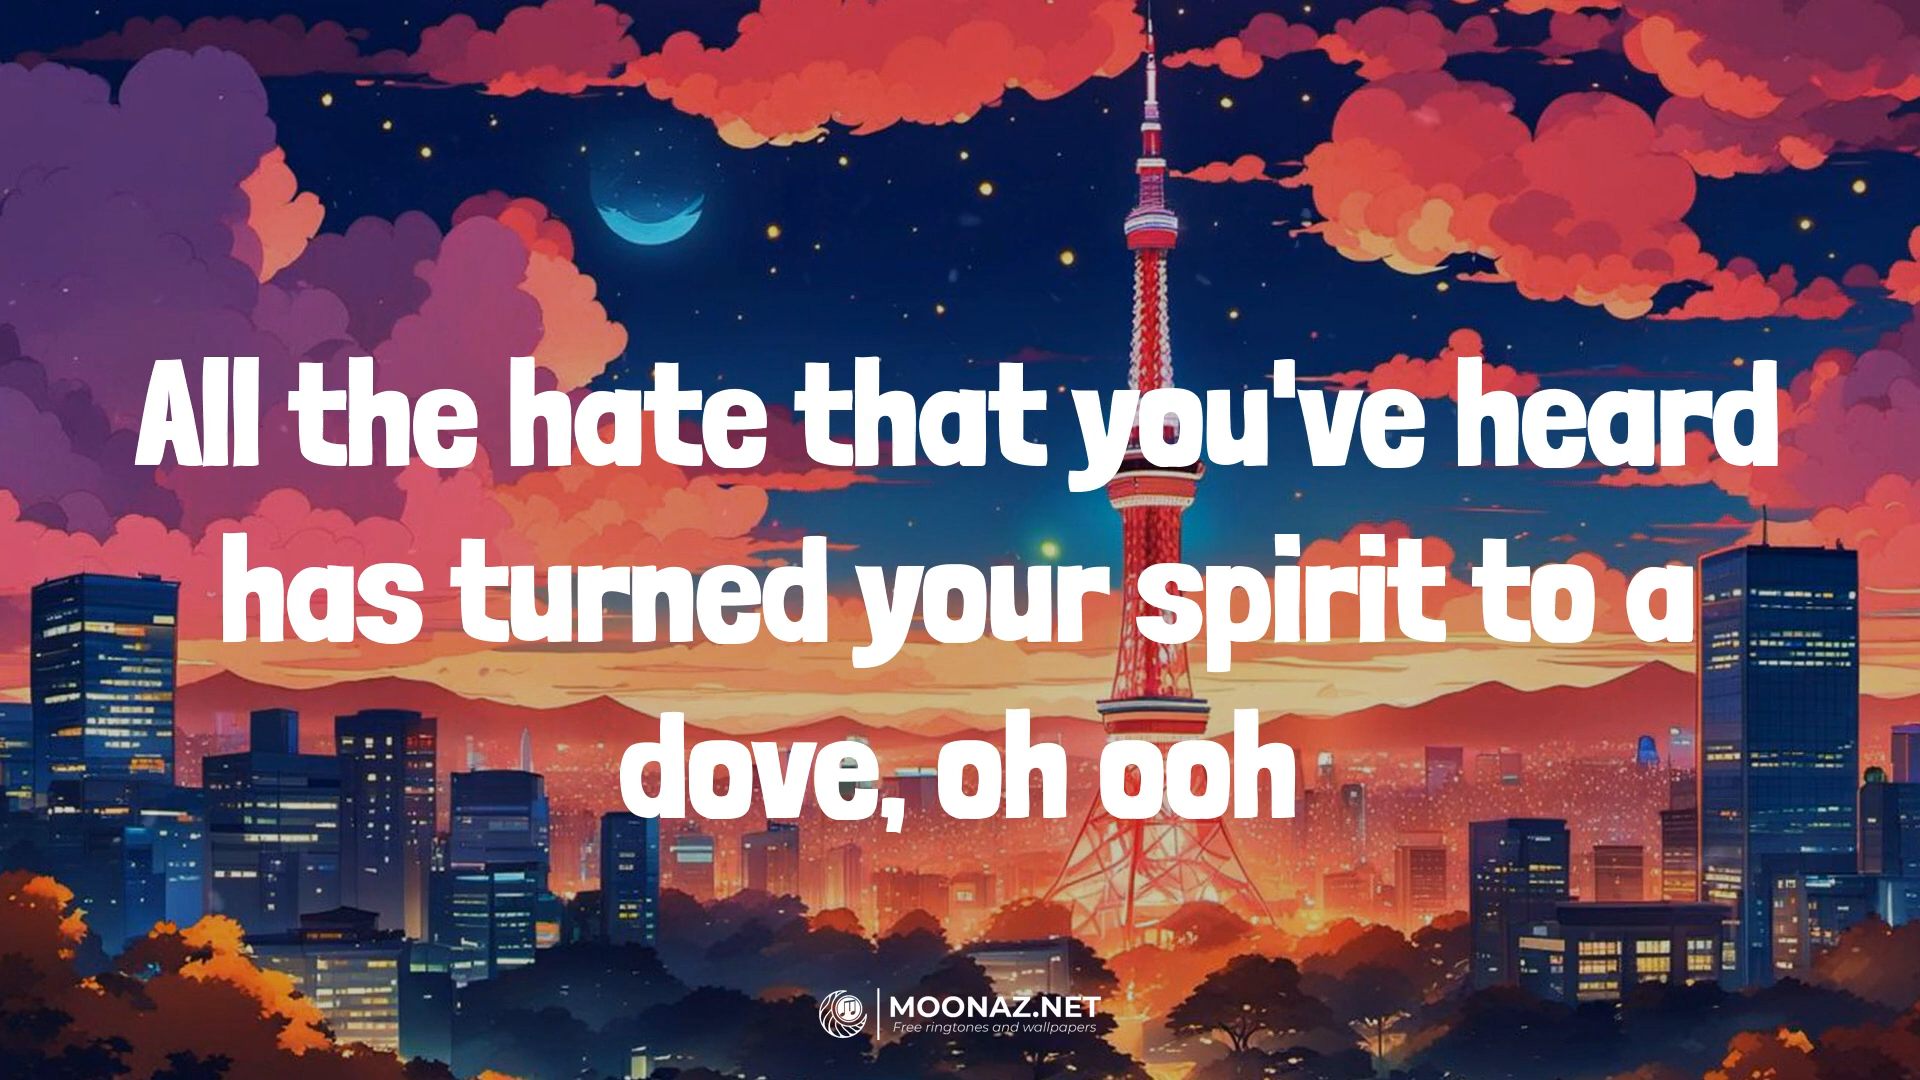 All the hate that you've heard
has turned your spirit to a
dove, oh ooh
MOONAZ.NET
Free ringtones and wallpapers